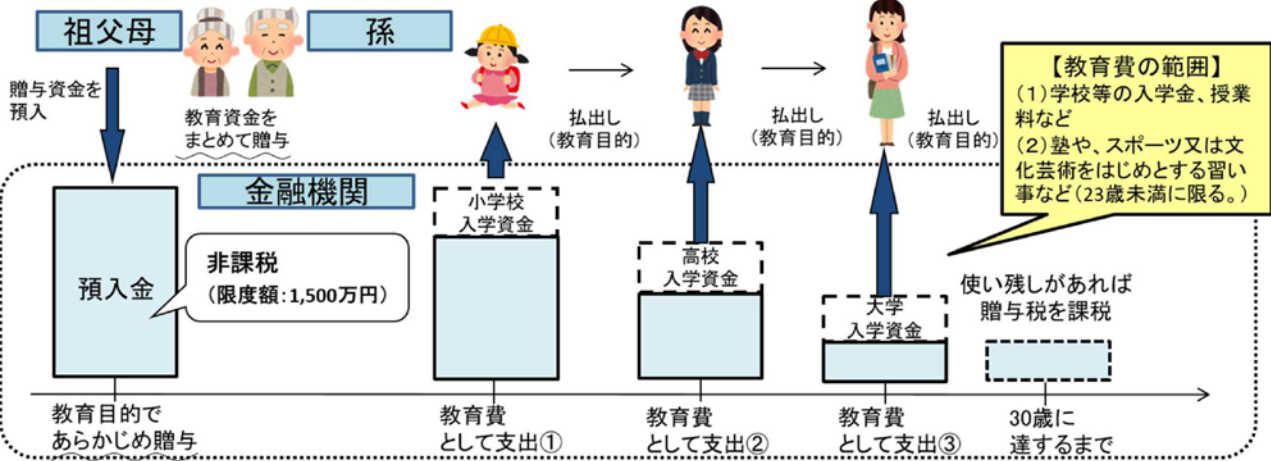 祖父母
孫
贈与資金を
預入
教育資金を
まとめて贈与
払出し
(教育目的)
払出し
(教育目的)
払出し
(教育目的)
【教育費の範囲】
(1)学校等の入学金、授業
料など
(2)塾や、スポーツ又は文
化芸術をはじめとする習い
事など(23歳未満に限る。)
金融機関
預入金
非課税
(限度額:1,500万円)
小学校
入学資金
高校
入学資金
大学
入学資金
使い残しがあれば
贈与税を課税
教育目的で
あらかじめ贈与
教育費
として支出①
教育費
として支出②
教育費
として支出③
30歳に
達するまで